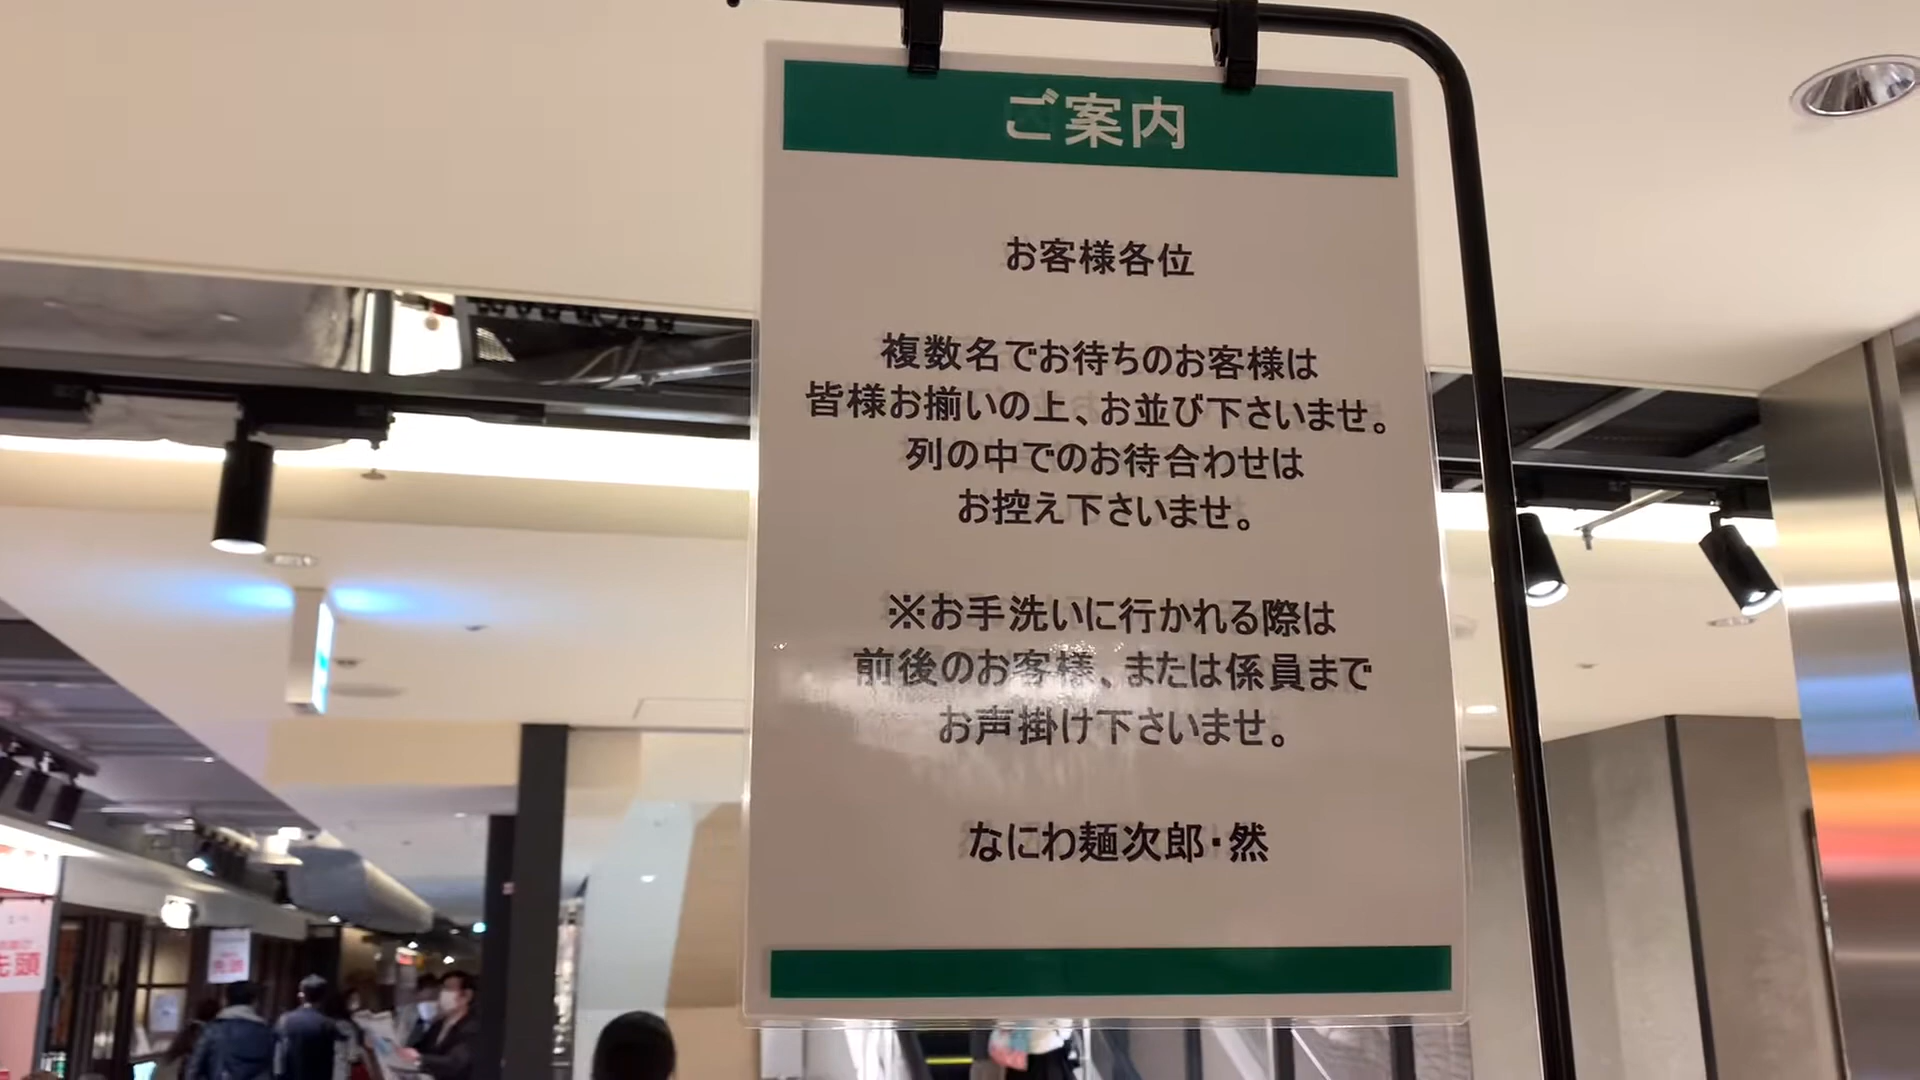 ご案内
お客様各位
複数名でお待ちのお客様は
皆様お揃いの上、お並び下さいませ。
列の中でのお待合わせは
お控え下さいませ。
※お手洗いに行かれる際は
前後のお客様、または係員まで
お声掛け下さいませ。
なにわ麺次郎・然
先頭
先頭